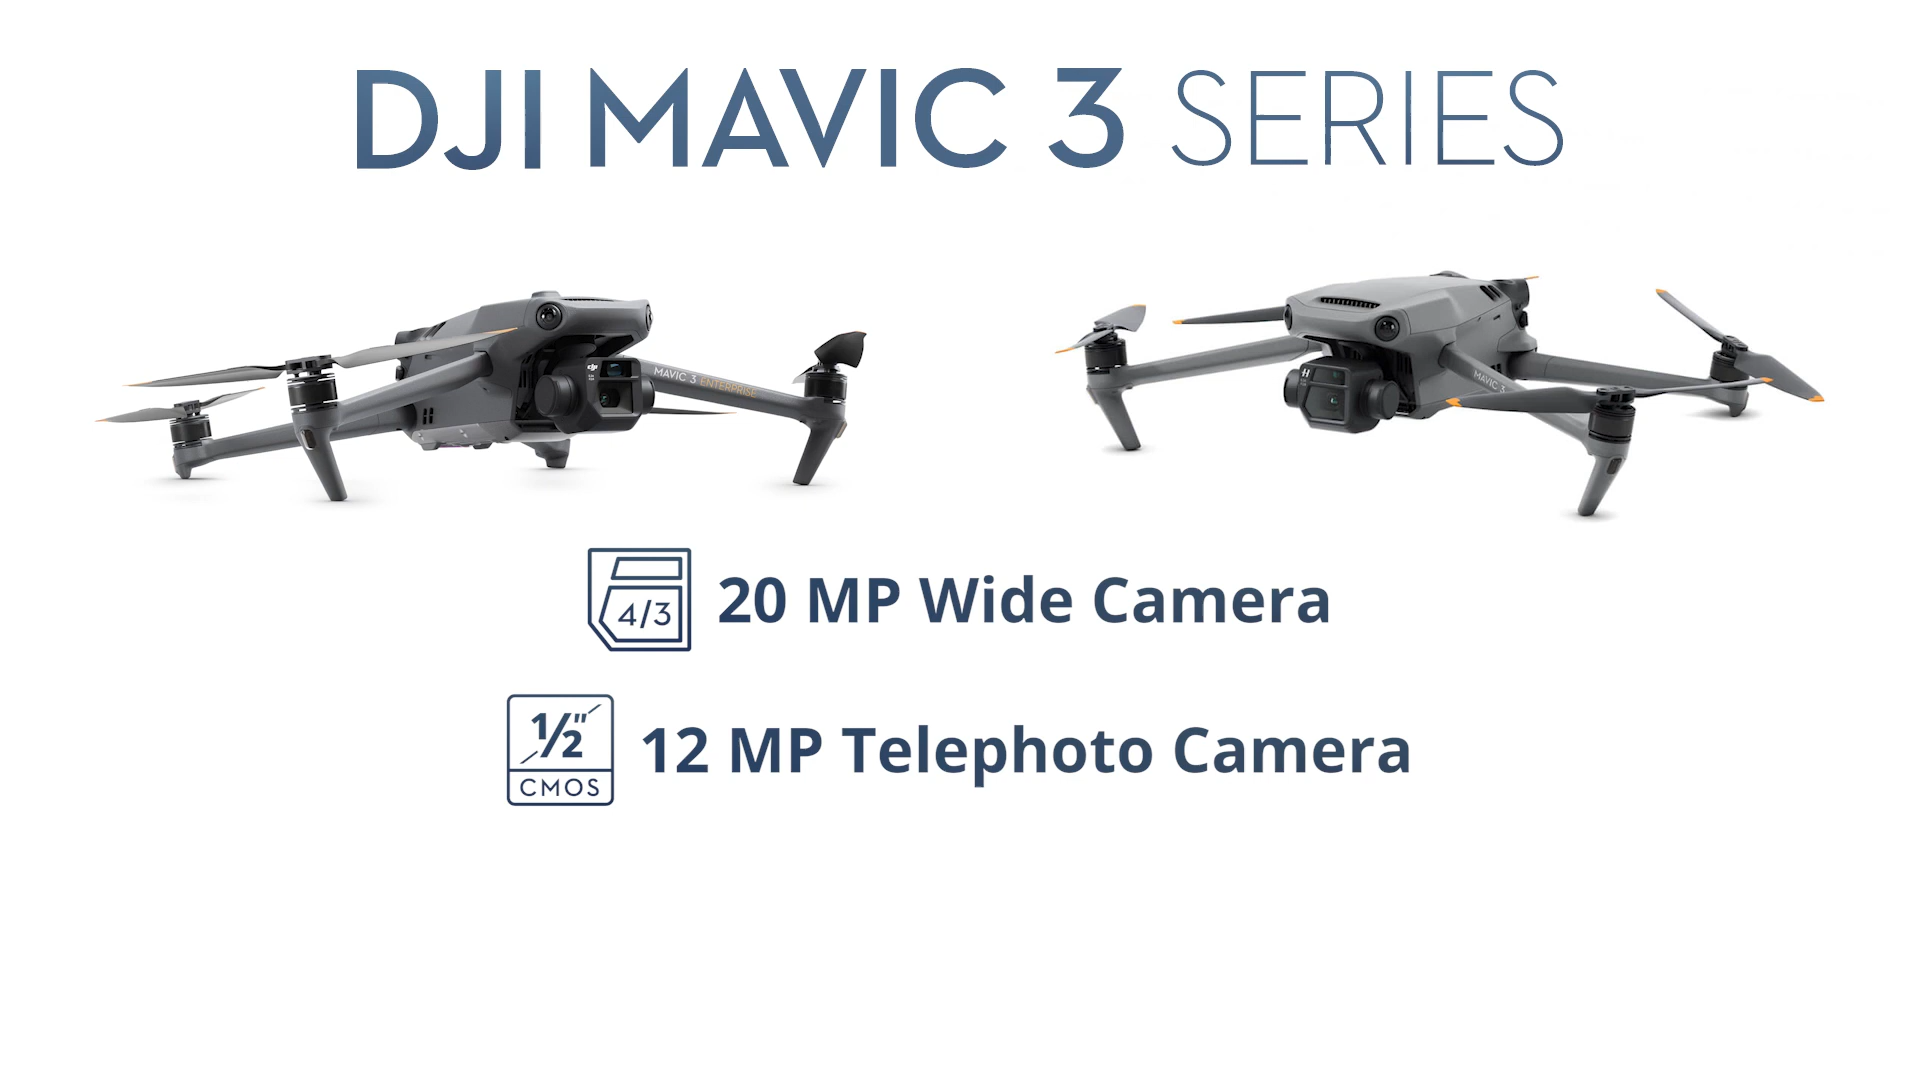 DJI MAVIC 3 SERIES
dji
MAVIC 3 ENTERPRISE
H
MAVIC 3
4/3
20 MP Wide Camera
1/2"
CMOS
12 MP Telephoto Camera